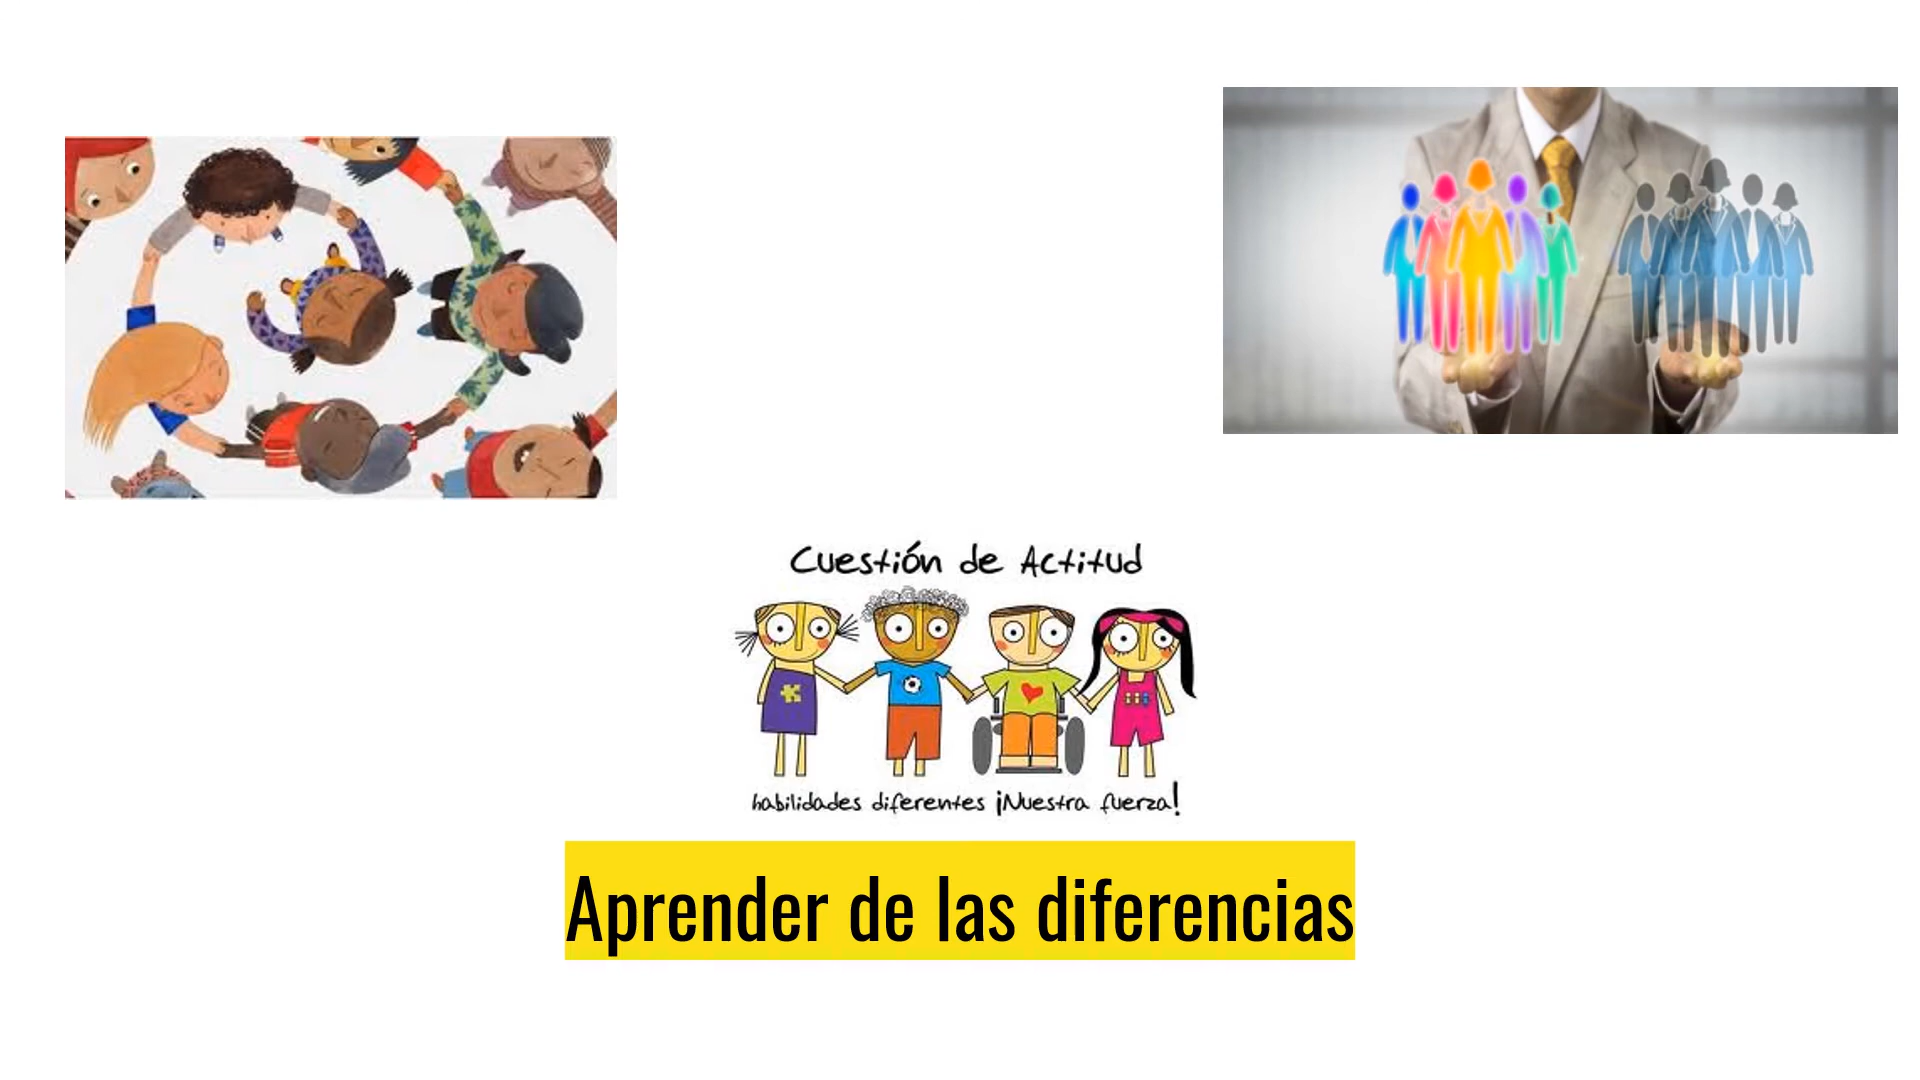 Cuestión de Actitud
habilidades diferentes ¡Nuestra fuerza!
Aprender de las diferencias